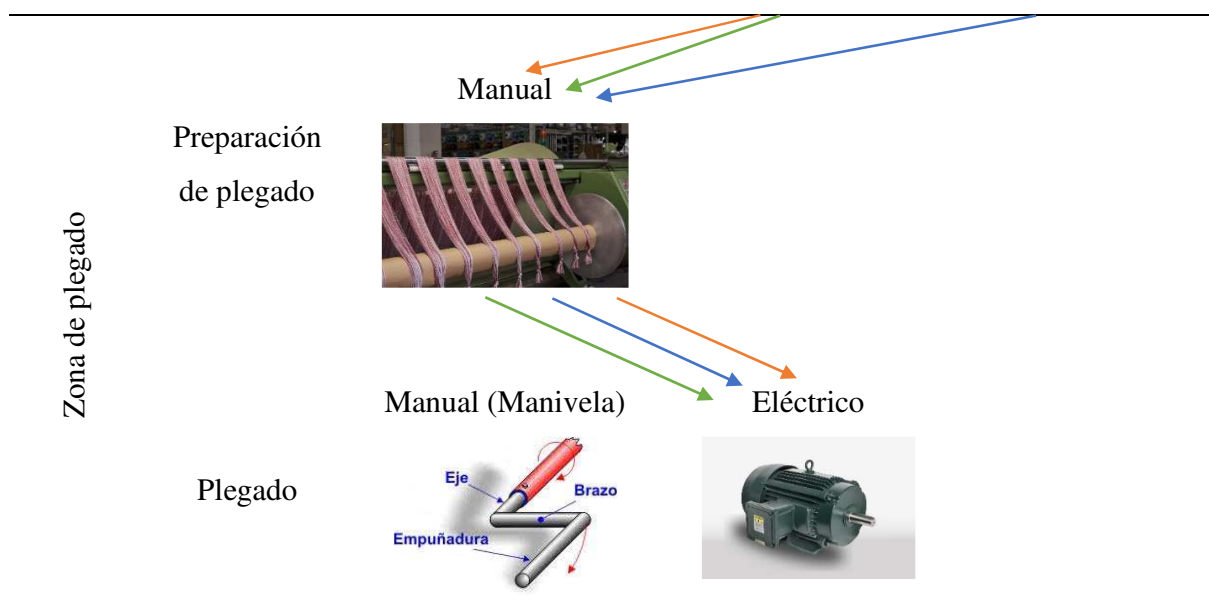 Manual
Preparación
de plegado
Zona de plegado
Manual (Manivela)
Eléctrico
Plegado
Eje
Brazo
Empuñadura